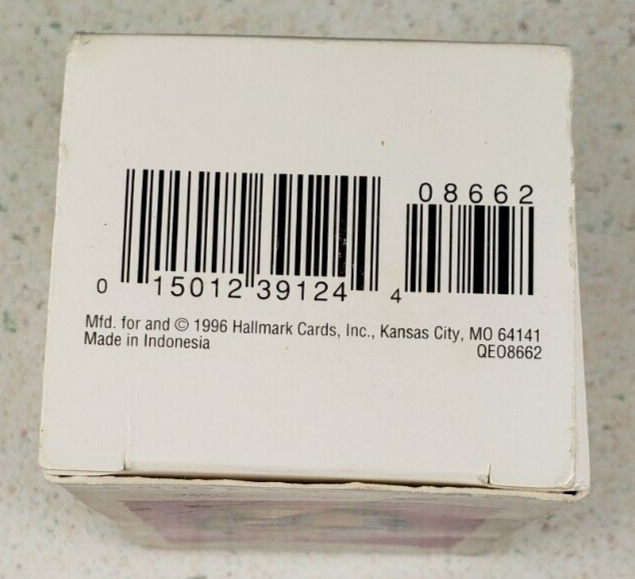 08662
0 15012 39124 4
Mfd. for and © 1996 Hallmark Cards, Inc., Kansas City, MO 64141
Made in Indonesia QEO8662